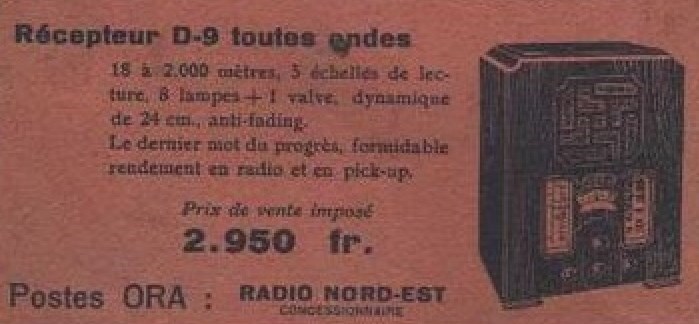 Récepteur D-9 toutes ondes
18 à 2.000 mètres, 5 échelles de lec-
ture, 8 lampes + 1 valve, dynamique
de 24 cm., anti-fading.
Le dernier mot du progrès, formidable
rendement en radio et en pick-up.
Prix de vente imposé
2.950 fr.
Postes ORA : RADIO NORD-EST
CONCESSIONNAIRE